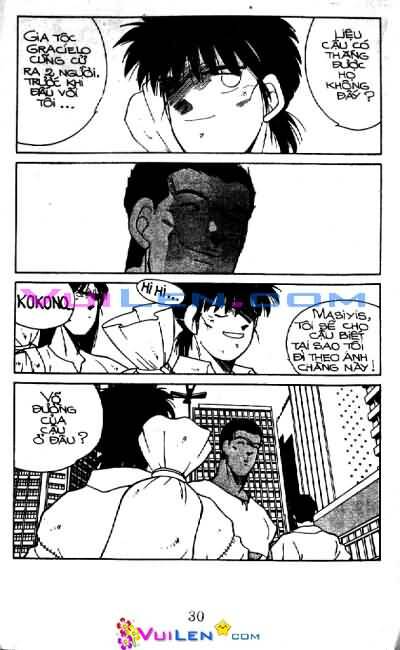 LIỆU
CẬU CÓ
THẮNG
ĐƯỢC
HỌ
KHÔNG
ĐẤY?
GIA TỘC
GRACIELO
CŨNG CỬ
RA 2 NGƯỜI.
TRƯỚC KHI
ĐẤU VỚI
TÔI...
HI HI...
KOKONO
VUILEN.COM
MASIYIS,
TÔI SẼ CHO
CẬU BIẾT
TẠI SAO TÔI
ĐI THEO ANH
CHÀNG NÀY!
VÕ
ĐƯỜNG
CỦA
CẬU
Ở ĐÂU?
30
VUILEN
.COM